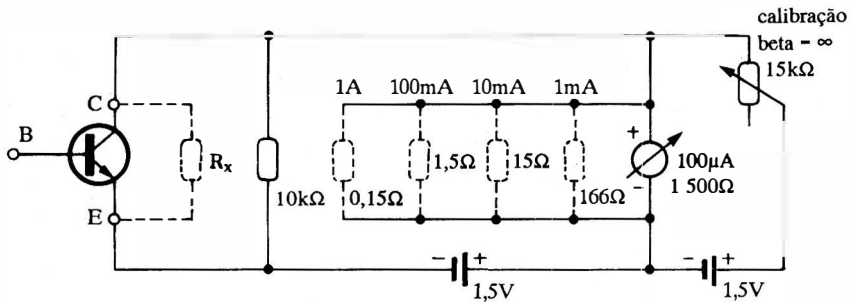 calibração
beta - ∞
15kΩ
1A 100mA 10mA 1mA
C
B
Rₓ
E
10kΩ
0,15Ω
1,5Ω
15Ω
166Ω
+
100μA
1 500Ω
-
- +
1,5V
- +
1,5V